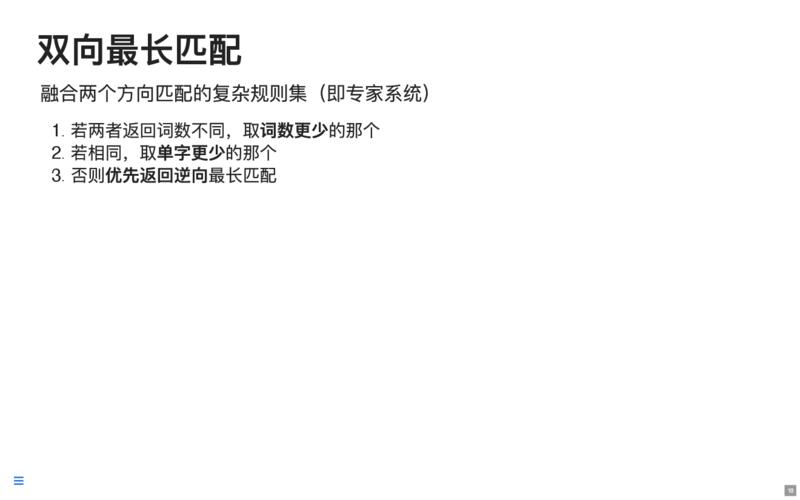 双向最长匹配
融合两个方向匹配的复杂规则集（即专家系统）
1. 若两者返回词数不同，取词数更少的那个
2. 若相同，取单字更少的那个
3. 否则优先返回逆向最长匹配